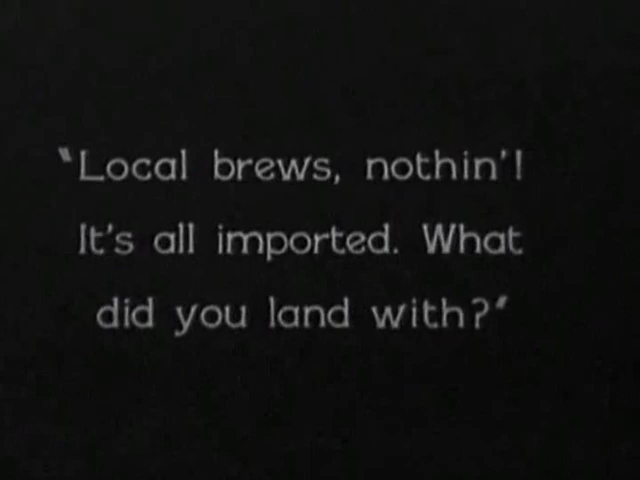 "Local brews, nothin'!
It's all imported. What
did you land with?"